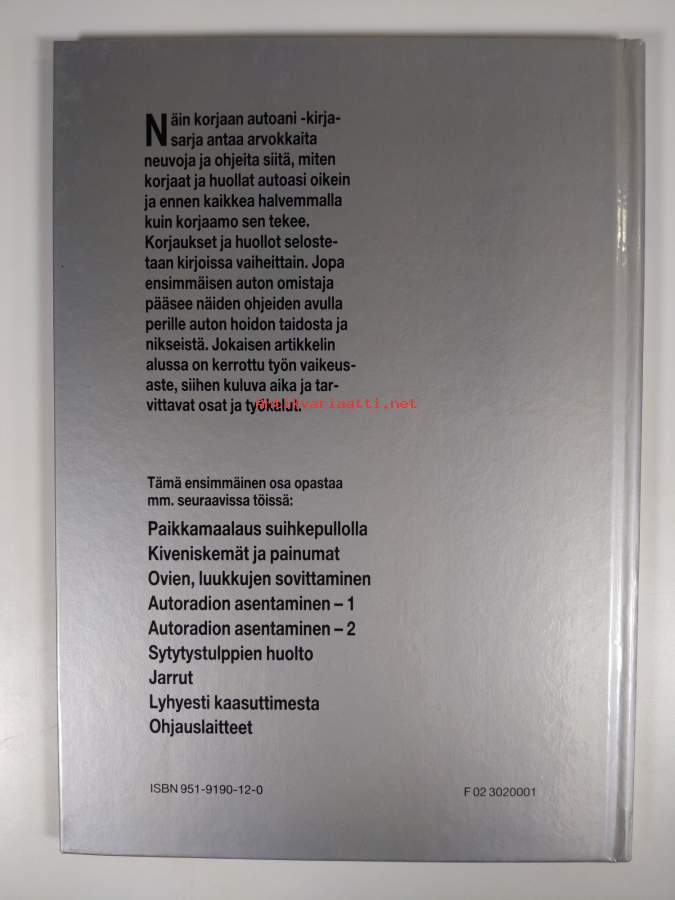 Näin korjaan autoani -kirja-
sarja antaa arvokkaita
neuvoja ja ohjeita siitä, miten
korjaat ja huollat autoasi oikein
ja ennen kaikkea halvemmalla
kuin korjaamo sen tekee.
Korjaukset ja huollot seloste-
taan kirjoissa vaiheittain. Jopa
ensimmäisen auton omistaja
pääsee näiden ohjeiden avulla
perille auton hoidon taidosta ja
nikseistä. Jokaisen artikkelin
alussa on kerrottu työn vaikeus-
aste, siihen kuluva aika ja tar-
vittavat osat ja työkalut.
Antikvariaatti.net
Tämä ensimmäinen osa opastaa
mm. seuraavissa töissä:
Paikkamaalaus suihkepullolla
Kiveniskemät ja painumat
Ovien, luukkujen sovittaminen
Autoradion asentaminen – 1
Autoradion asentaminen – 2
Sytytystulppien huolto
Jarrut
Lyhyesti kaasuttimesta
Ohjauslaitteet
ISBN 951-9190-12-0
F 02 3020001